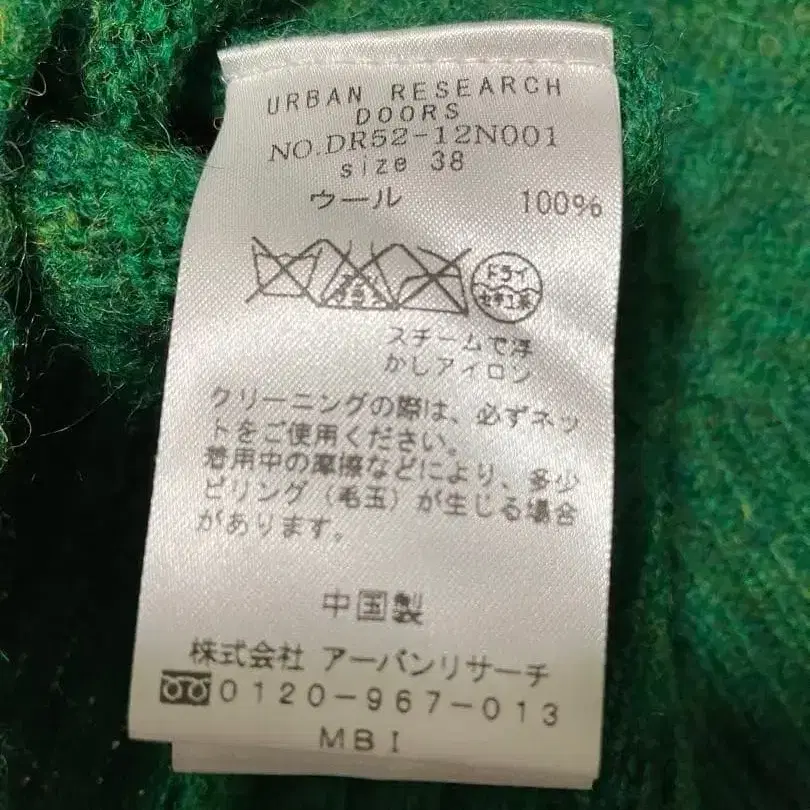 URBAN RESEARCH
DOORS
NO.DR52-12N001
size 38
ウール 100%
ドライ
セキユ系
スチームで浮
かしアイロン
クリーニングの際は、必ずネッ
トをご使用ください。
着用中の摩擦などにより、多少
ピリング（毛玉）が生じる場合
があります。
中国製
株式会社 アーバンリサーチ
0120-967-013
MBI